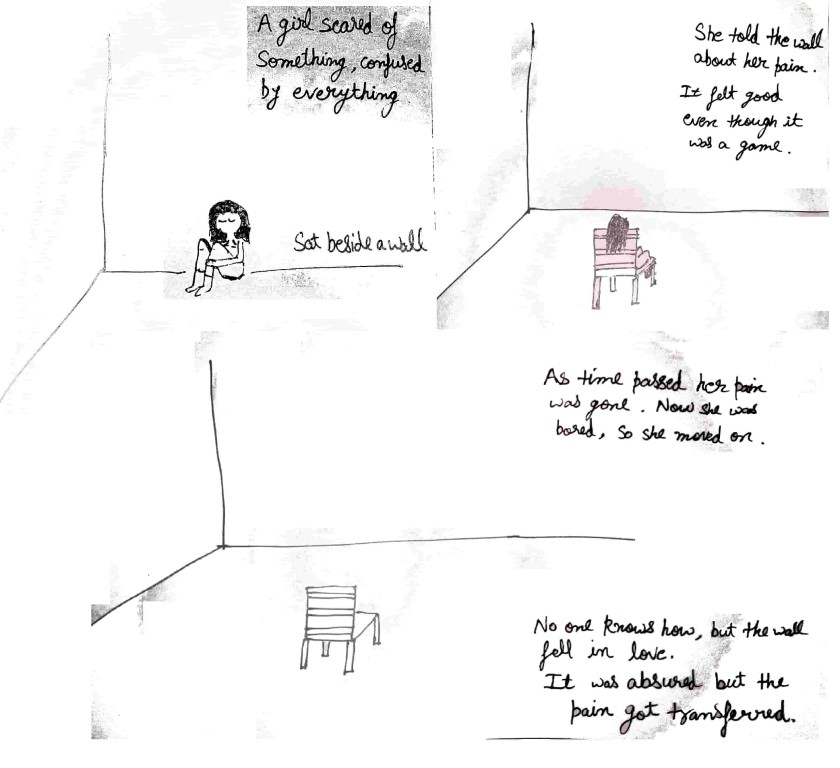 A girl scared of
Something, confused
by everything
Sat beside a wall
She told the wall
about her pain.
It felt good
even though it
was a game.
As time passed her pain
was gone. Now she was
bored, So she moved on.
No one knows how, but the wall
fell in love.
It was absured but the
pain got transferred.